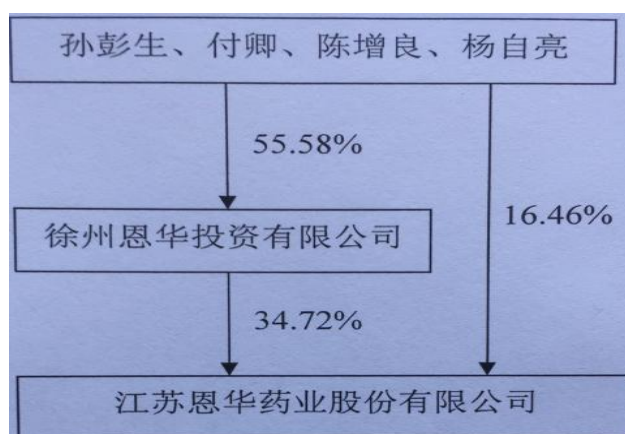 孙彭生、付卿、陈增良、杨自亮
55.58%
16.46%
徐州恩华投资有限公司
34.72%
江苏恩华药业股份有限公司